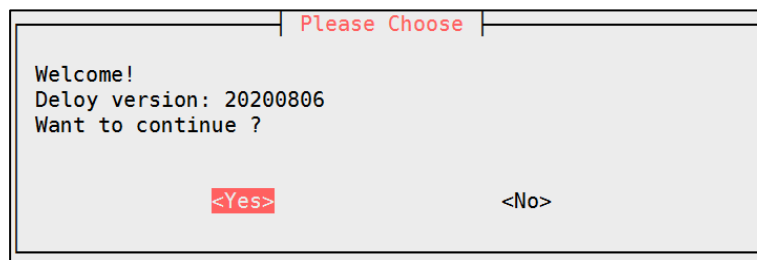 Please Choose
Welcome!
Deloy version: 20200806
Want to continue ?
<Yes> <No>